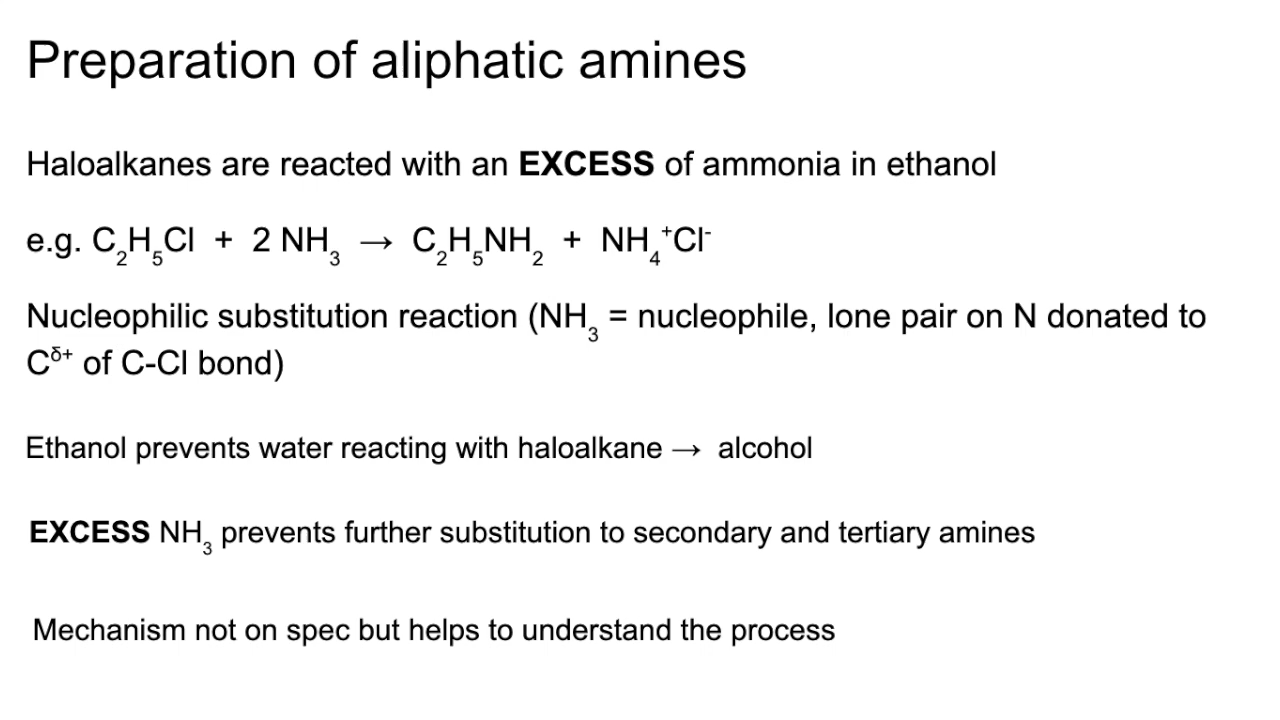 Preparation of aliphatic amines
Haloalkanes are reacted with an EXCESS of ammonia in ethanol
e.g. C₂H₅Cl + 2 NH₃ → C₂H₅NH₂ + NH₄⁺Cl⁻
Nucleophilic substitution reaction (NH₃ = nucleophile, lone pair on N donated to
Cᵟ⁺ of C-Cl bond)
Ethanol prevents water reacting with haloalkane → alcohol
EXCESS NH₃ prevents further substitution to secondary and tertiary amines
Mechanism not on spec but helps to understand the process